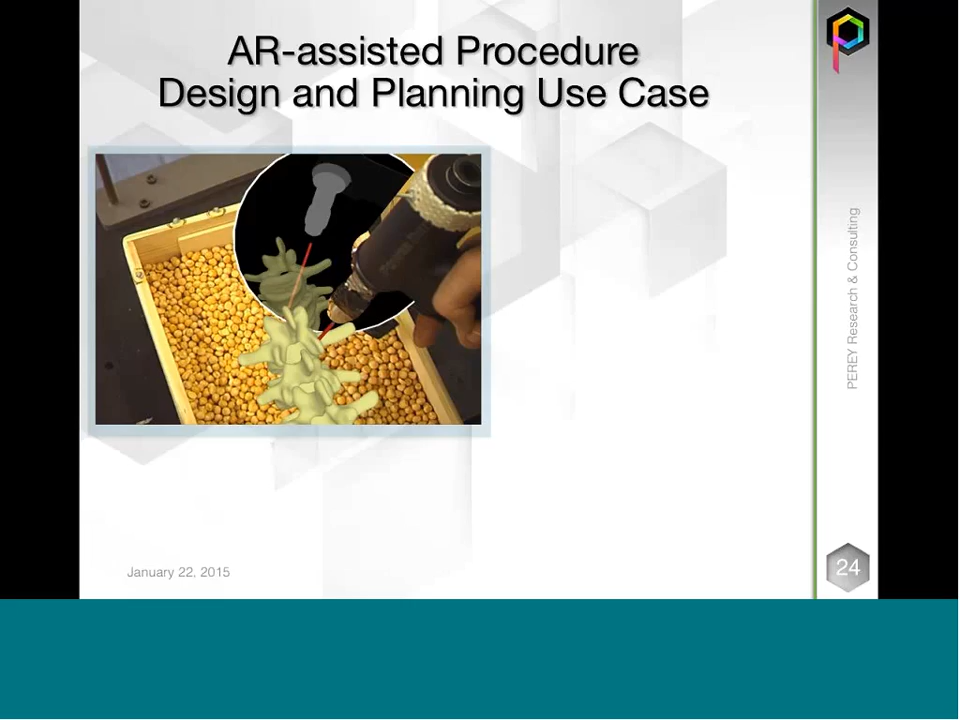 AR-assisted Procedure
Design and Planning Use Case
PEREY Research & Consulting
January 22, 2015
24